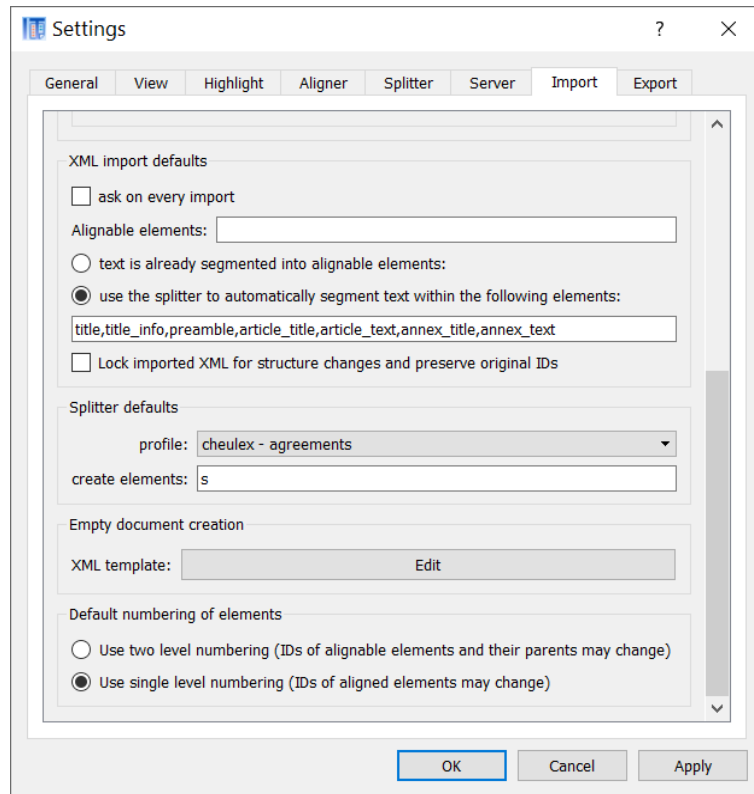 Settings
?
General View Highlight Aligner Splitter Server Import Export
XML import defaults
ask on every import
Alignable elements:
text is already segmented into alignable elements:
use the splitter to automatically segment text within the following elements:
title,title_info,preamble,article_title,article_text,annex_title,annex_text
Lock imported XML for structure changes and preserve original IDs
Splitter defaults
profile: cheulex - agreements
create elements: s
Empty document creation
XML template: Edit
Default numbering of elements
Use two level numbering (IDs of alignable elements and their parents may change)
Use single level numbering (IDs of aligned elements may change)
OK Cancel Apply